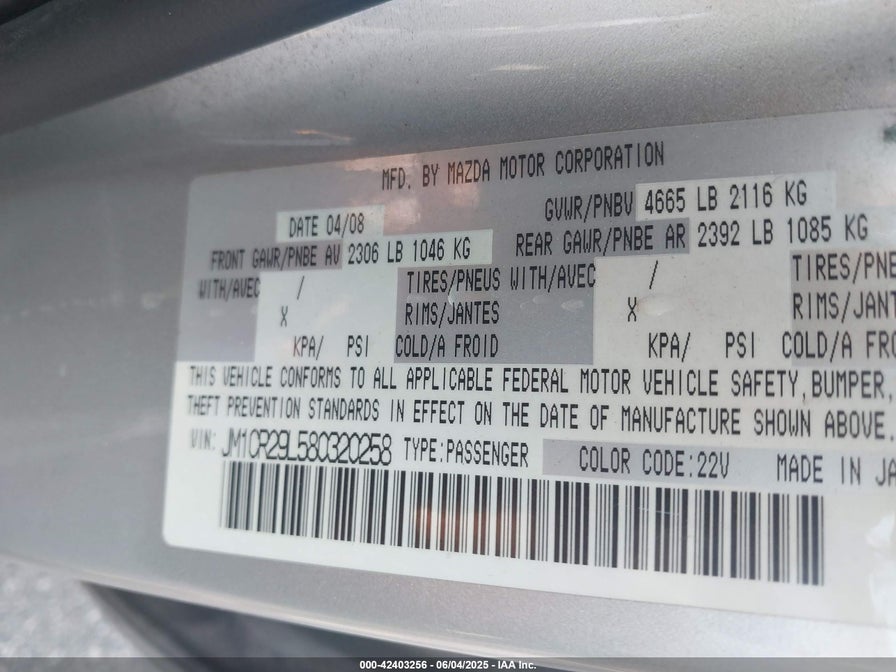 MFD. BY MAZDA MOTOR CORPORATION
DATE 04/08 GVWR/PNBV 4665 LB 2116 KG
FRONT GAWR/PNBE AV 2306 LB 1046 KG REAR GAWR/PNBE AR 2392 LB 1085 KG
WITH/AVEC / TIRES/PNEUS WITH/AVEC / TIRES/PNE
X RIMS/JANTES X RIMS/JANT
KPA/ PSI COLD/A FROID KPA/ PSI COLD/A FRO
THIS VEHICLE CONFORMS TO ALL APPLICABLE FEDERAL MOTOR VEHICLE SAFETY, BUMPER,
THEFT PREVENTION STANDARDS IN EFFECT ON THE DATE OF MANUFACTURE SHOWN ABOVE.
VIN: JM1CR29L580320258 TYPE:PASSENGER COLOR CODE:22V MADE IN JA
000-42403256 - 06/04/2025 - IAA Inc.